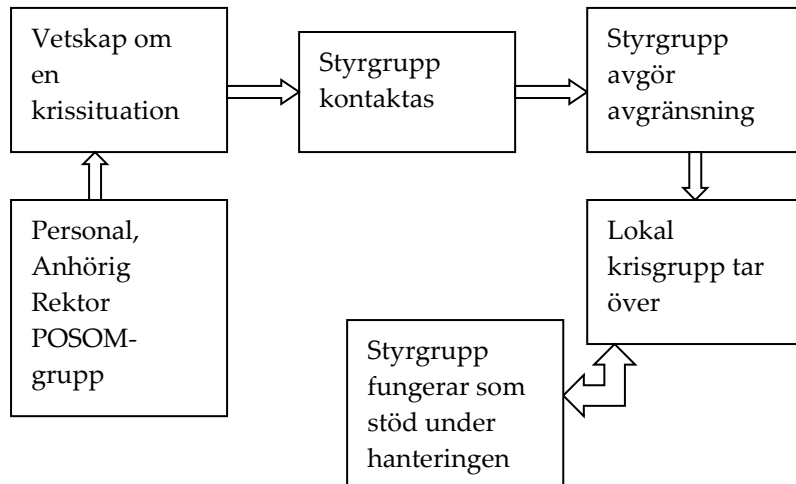 Vetskap om
en
krissituation
Styrgrupp
kontaktas
Styrgrupp
avgör
avgränsning
Personal,
Anhörig
Rektor
POSOM-
grupp
Lokal
krisgrupp tar
över
Styrgrupp
fungerar som
stöd under
hanteringen